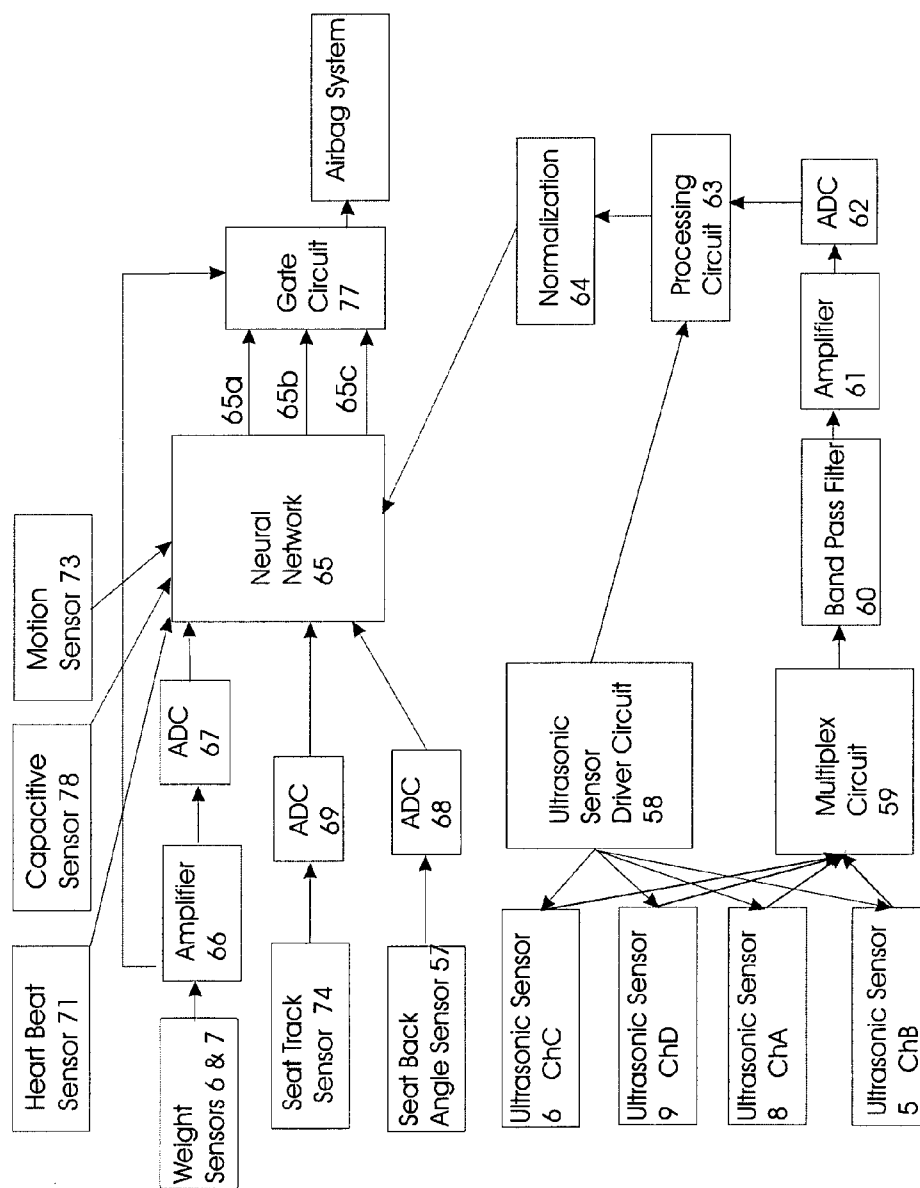 Heart Beat
Sensor 71
Capacitive
Sensor 78
Motion
Sensor 73
Weight
Sensors 6 & 7
Amplifier
66
ADC
67
Seat Track
Sensor 74
ADC
69
Seat Back
Angle Sensor 57
ADC
68
Neural
Network
65
65a
65b
65c
Gate
Circuit
77
Airbag System
Ultrasonic Sensor
6 ChC
Ultrasonic Sensor
9 ChD
Ultrasonic Sensor
8 ChA
Ultrasonic Sensor
5 ChB
Ultrasonic
Sensor
Driver Circuit
58
Multiplex
Circuit
59
Band Pass Filter
60
Amplifier
61
ADC
62
Processing
Circuit 63
Normalization
64